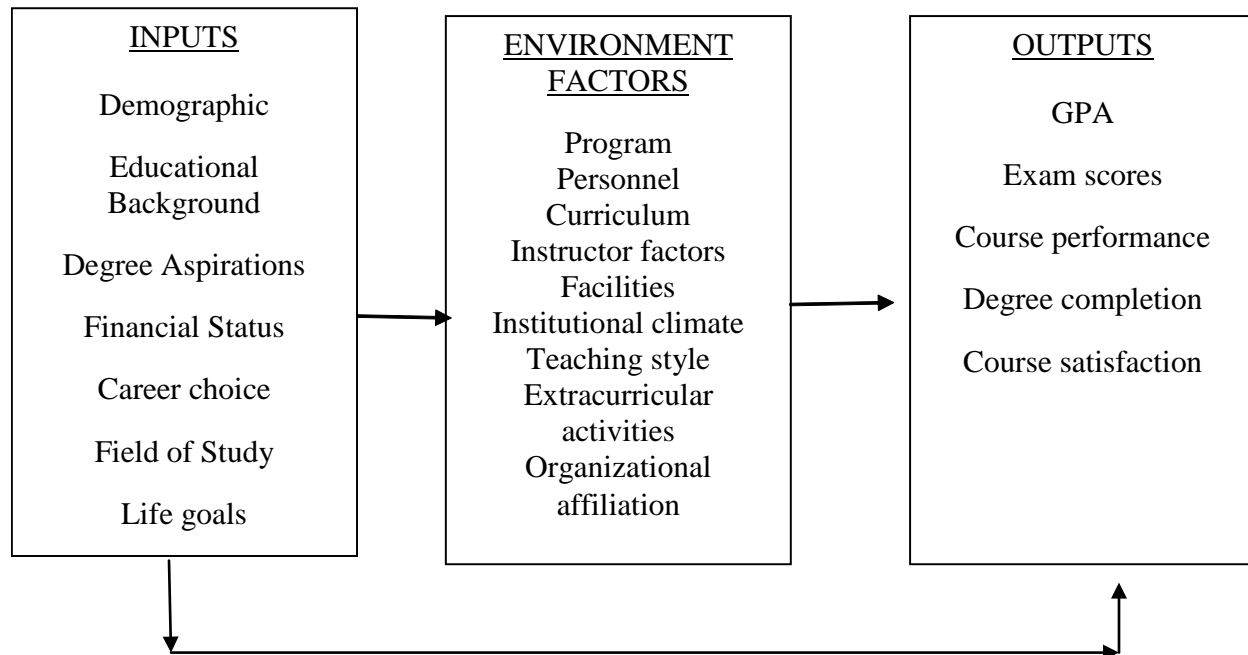 INPUTS
Demographic
Educational
Background
Degree Aspirations
Financial Status
Career choice
Field of Study
Life goals
ENVIRONMENT
FACTORS
Program
Personnel
Curriculum
Instructor factors
Facilities
Institutional climate
Teaching style
Extracurricular
activities
Organizational
affiliation
OUTPUTS
GPA
Exam scores
Course performance
Degree completion
Course satisfaction